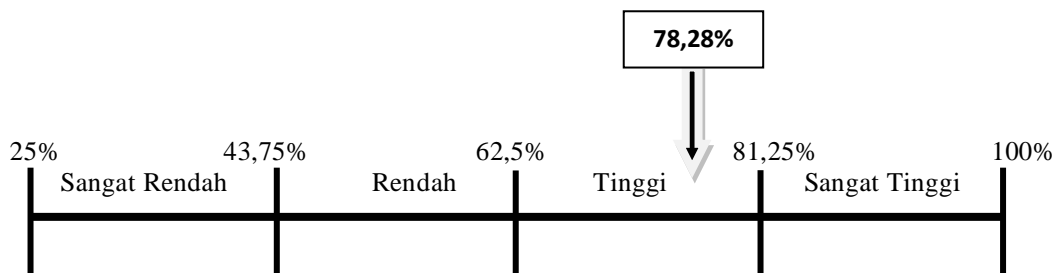 78,28%
25% 43,75% 62,5% 81,25% 100%
Sangat Rendah Rendah Tinggi Sangat Tinggi